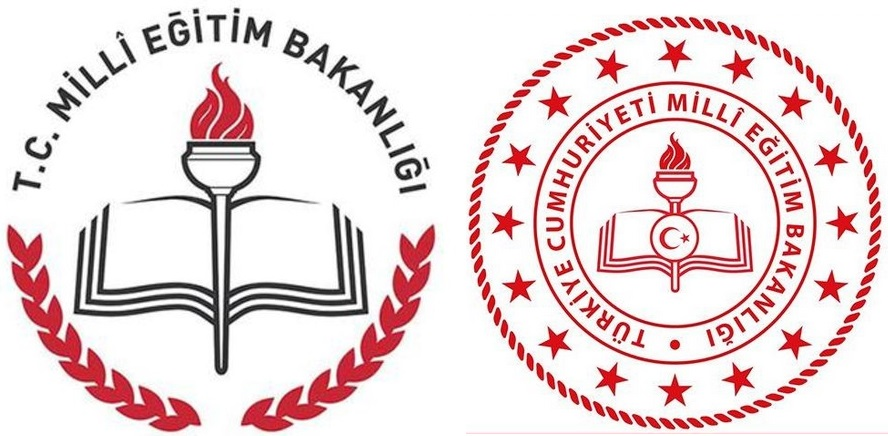 T.C. MİLLÎ EĞİTİM BAKANLIĞI
TÜRKİYE CUMHURİYETİ MİLLÎ EĞİTİM BAKANLIĞI